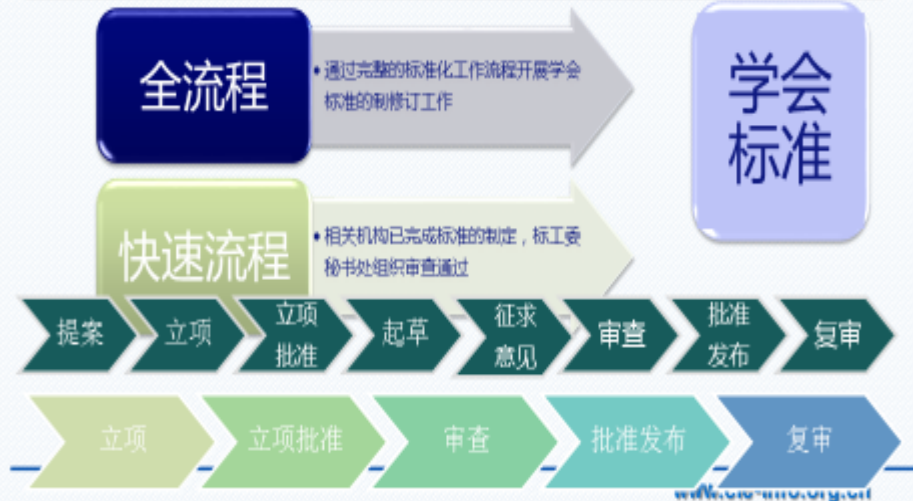 全流程
• 通过完整的标准化工作流程开展学会
标准的制修订工作
学会
标准
快速流程
• 相关机构已完成标准的制定，标工委
秘书处组织审查通过
提案
立项
立项
批准
起草
征求
意见
审查
批准
发布
复审
立项
立项批准
审查
批准发布
复审